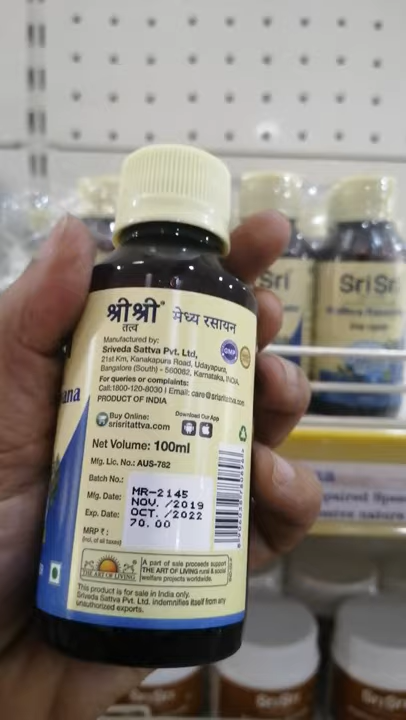 श्री श्री
तत्व
मेध्य रसायन
Manufactured by:
Sriveda Sattva Pvt. Ltd,
21st Km, Kanakapura Road, Udayapura,
Bangalore (South) - 560082, Karnataka, INDIA.
For queries or complaints:
Call:1800-120-8030 I Email:care@srisritattva.com
PRODUCT OF INDIA
GMP
Buy Online:
srisritattva.com
Download Our App
Net Volume: 100ml
Mfg. Lic. No.: AUS-782
Batch No.: MR-2145
Mfg. Date: NOV. /2019
Exp. Date: OCT. /2022
MRP ₹ : 70.00
(Incl. of all taxes)
THE ART OF LIVING
A part of sale proceeds support
THE ART OF LIVING rural & social
welfare projects worldwide.
This product is for sale in India only.
Sriveda Sattva Pvt. Ltd. indemnifies itself from any
unauthorized exports.
ana
Sri
Sri Sri
Sri Sri